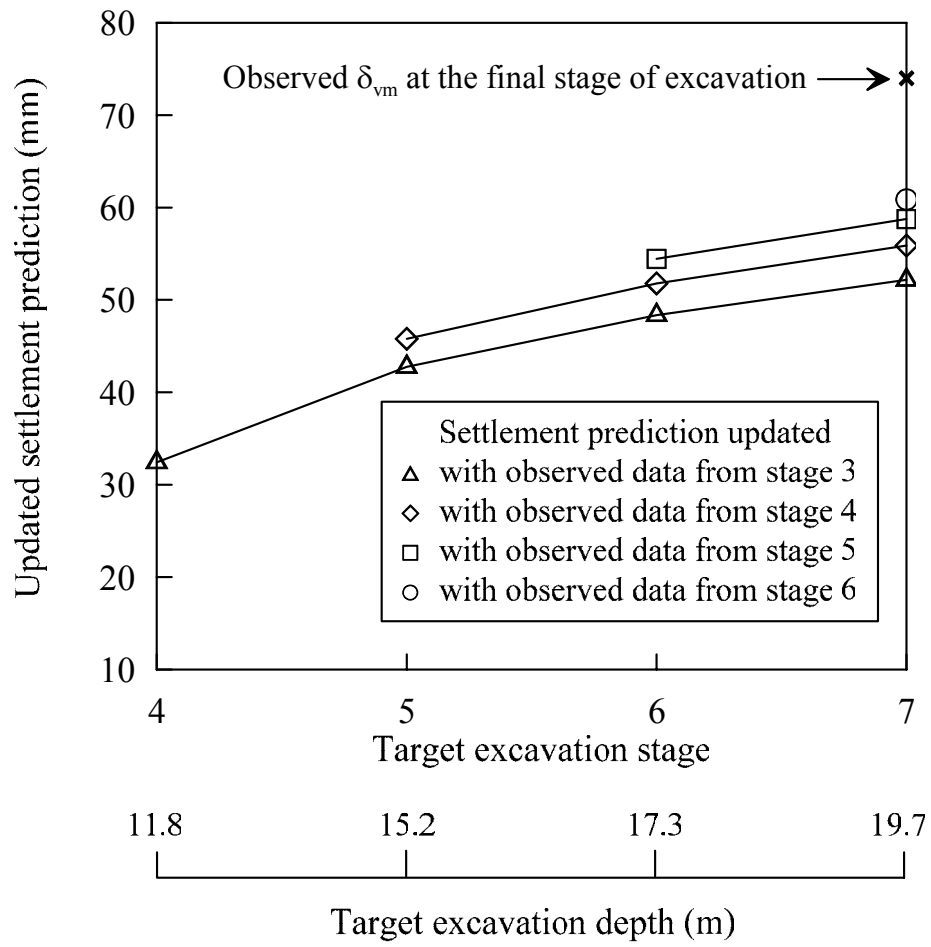 80
Observed δvm at the final stage of excavation
70
60
50
40
30
20
10
Updated settlement prediction (mm)
Settlement prediction updated
with observed data from stage 3
with observed data from stage 4
with observed data from stage 5
with observed data from stage 6
4 5 6 7
Target excavation stage
11.8 15.2 17.3 19.7
Target excavation depth (m)